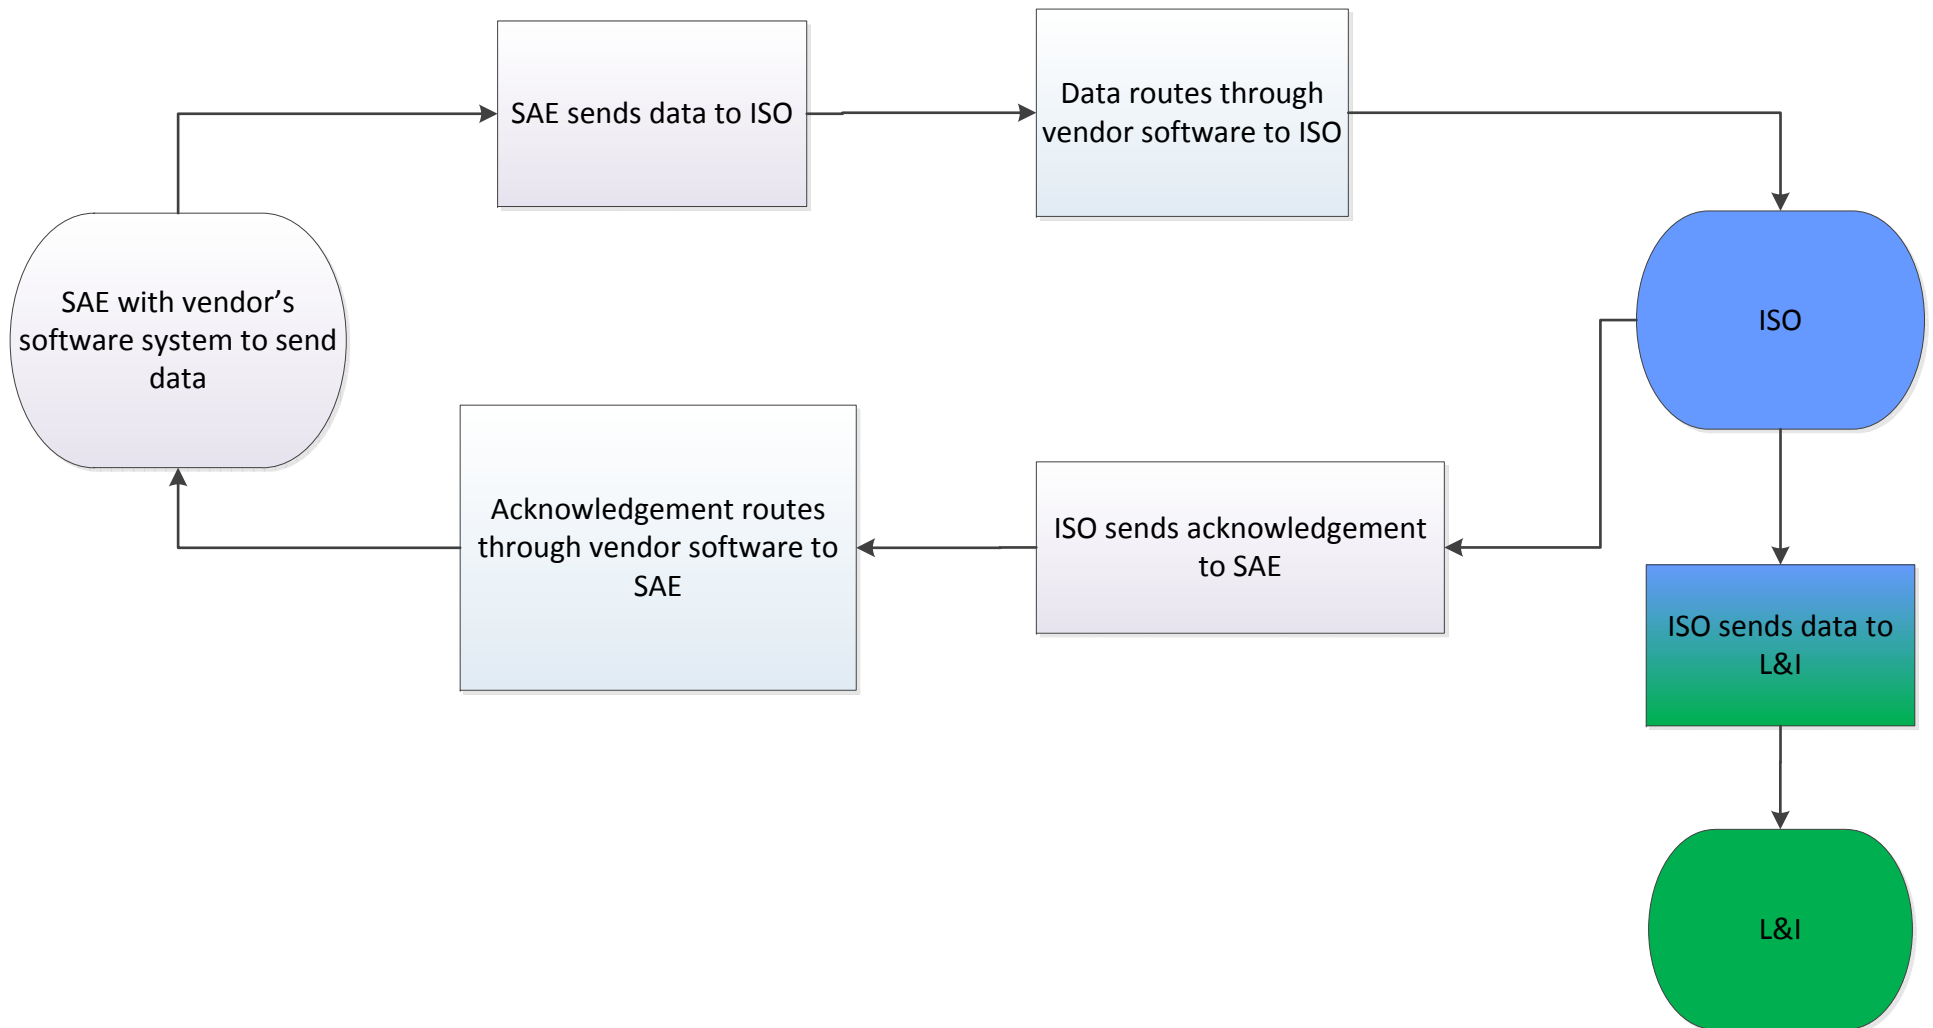 SAE sends data to ISO
Data routes through
vendor software to ISO
SAE with vendor’s
software system to send
data
ISO
Acknowledgement routes
through vendor software to
SAE
ISO sends acknowledgement
to SAE
ISO sends data to
L&I
L&I